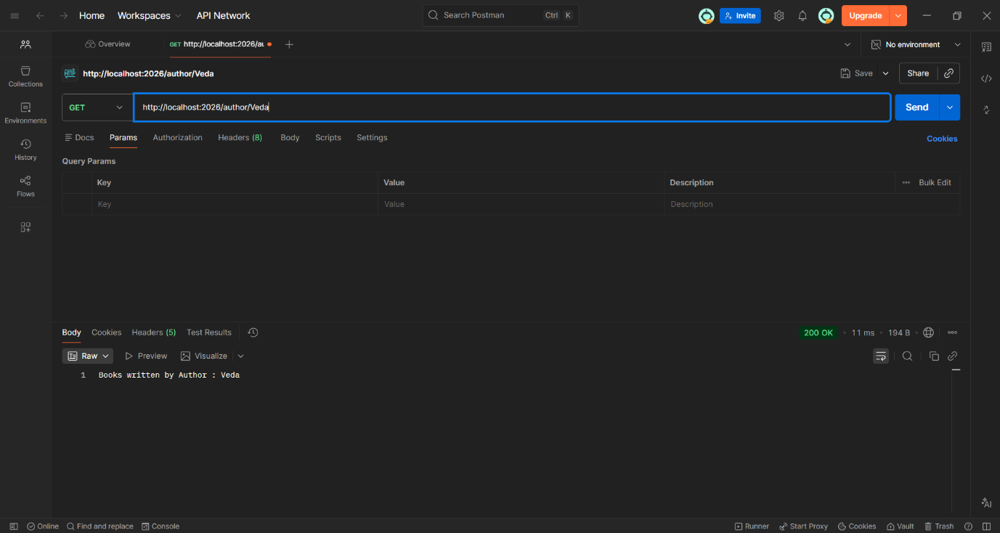 Home Workspaces API Network Search Postman Ctrl K Invite Upgrade
Overview GET http://localhost:2026/au No environment
HTTP http://localhost:2026/author/Veda Save Share
GET http://localhost:2026/author/Veda Send
Docs Params Authorization Headers (8) Body Scripts Settings Cookies
Query Params
Key Value Description Bulk Edit
Key Value Description
Collections
Environments
History
Flows
Body Cookies Headers (5) Test Results 200 OK 11 ms 194 B
Raw Preview Visualize
1 Books written by Author : Veda
AI
Online Find and replace Console Runner Start Proxy Cookies Vault Trash